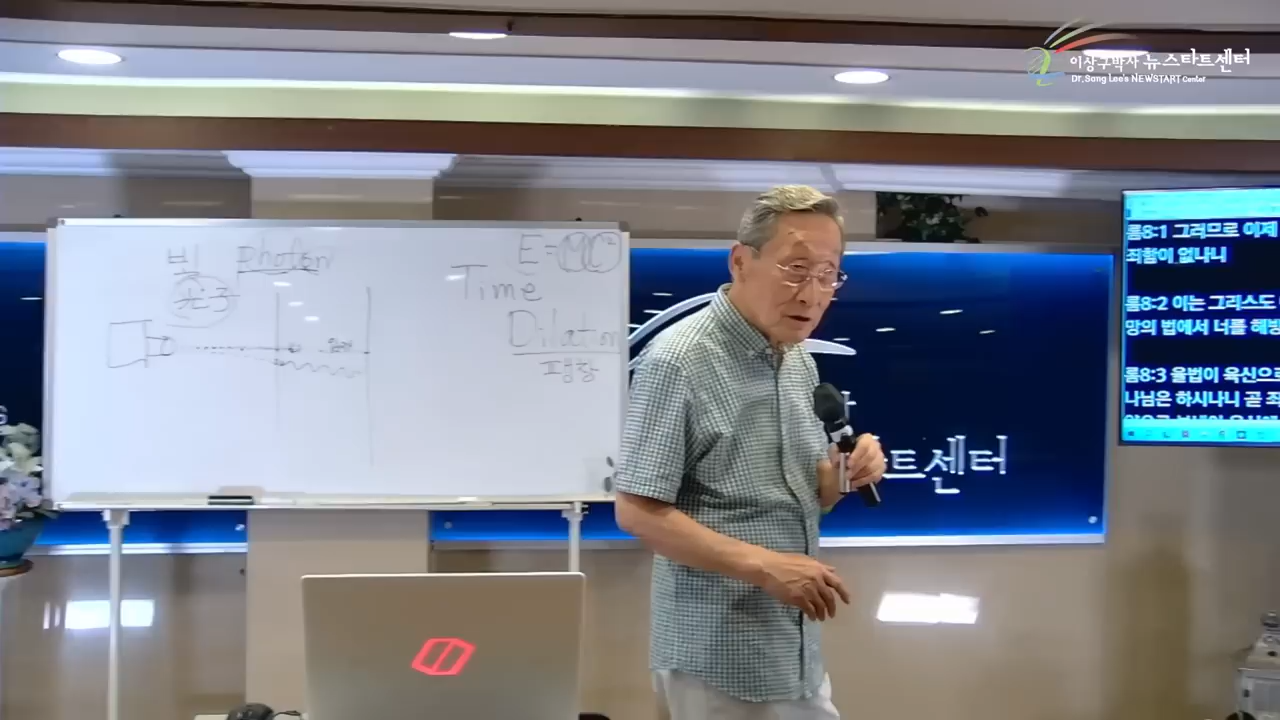 이상구박사 뉴스타트센터
Dr. Sang Lee's NEWSTART Center
빛 photon
光子
E=MC²
Time
Dilation
팽창
트센터
롬8:1 그러므로 이제
죄함이 없나니
롬8:2 이는 그리스도
망의 법에서 너를 해방
롬8:3 율법이 육신으로
나님은 하시나니 곧 죄